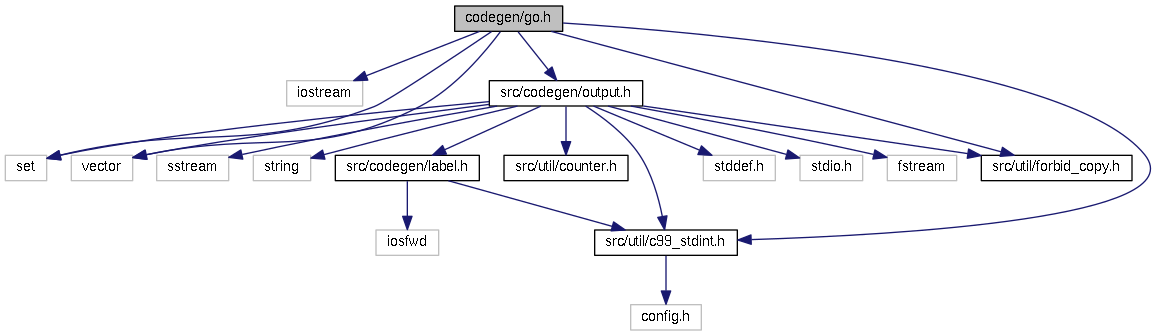 codegen/go.h
iostream
src/codegen/output.h
set
vector
sstream
string
src/codegen/label.h
src/util/counter.h
stddef.h
stdio.h
fstream
src/util/forbid_copy.h
iosfwd
src/util/c99_stdint.h
config.h